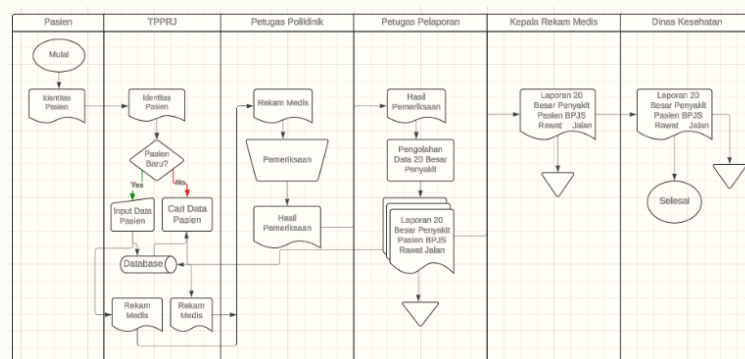 Pasien
TPPRJ
Petugas Poliklinik
Petugas Pelaporan
Kepala Rekam Medis
Dinas Kesehatan
Mulai
Identitas
Pasien
Identitas
Pasien
Pasien
Baru?
Yes
No
Input Data
Pasien
Cari Data
Pasien
Database
Rekam
Medis
Rekam
Medis
Rekam Medis
Pemeriksaan
Hasil
Pemeriksaan
Hasil
Pemeriksaan
Pengolahan
Data 20 Besar
Penyakit
Laporan 20
Besar Penyakit
Pasien BPJS
Rawat Jalan
Laporan 20
Besar Penyakit
Pasien BPJS
Rawat Jalan
Laporan 20
Besar Penyakit
Pasien BPJS
Rawat Jalan
Selesai